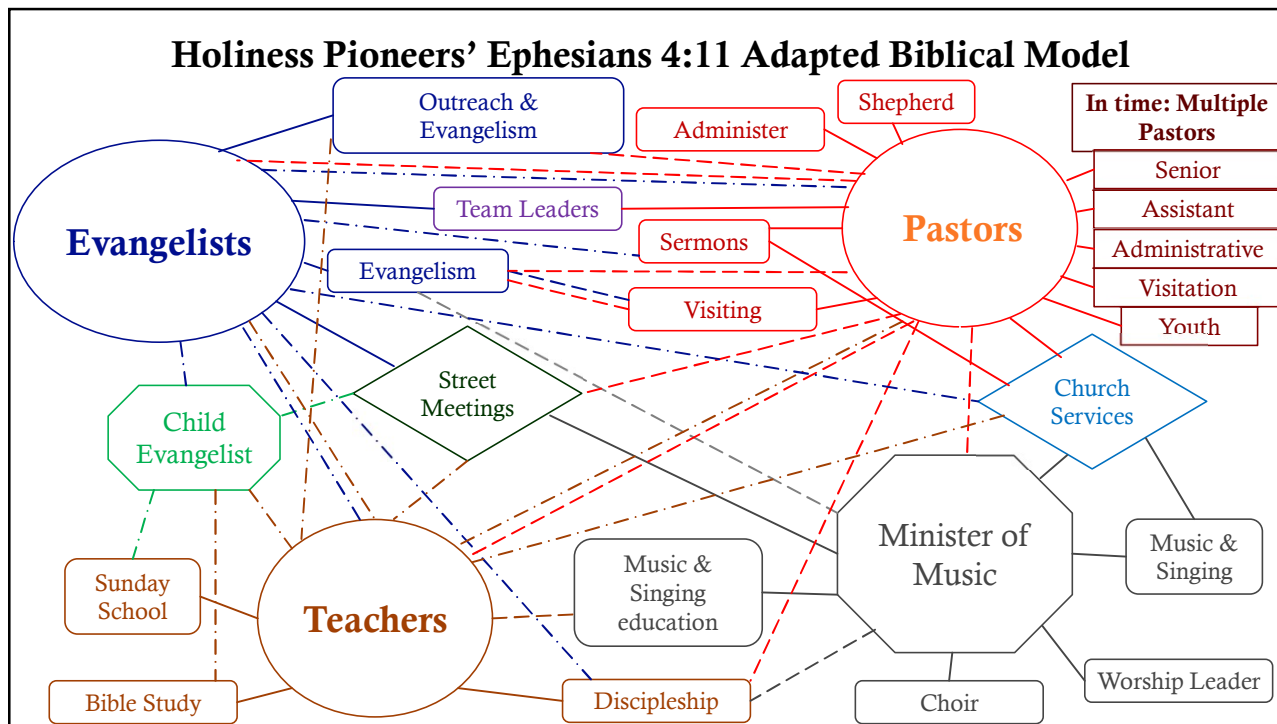 Holiness Pioneers’ Ephesians 4:11 Adapted Biblical Model
Outreach &
Evangelism
Administer
Shepherd
In time: Multiple
Pastors
Senior
Assistant
Administrative
Visitation
Youth
Evangelists
Team Leaders
Pastors
Sermons
Evangelism
Visiting
Street
Meetings
Church
Services
Child
Evangelist
Minister of
Music
Music &
Singing
Music &
Singing
education
Sunday
School
Teachers
Bible Study
Discipleship
Choir
Worship Leader